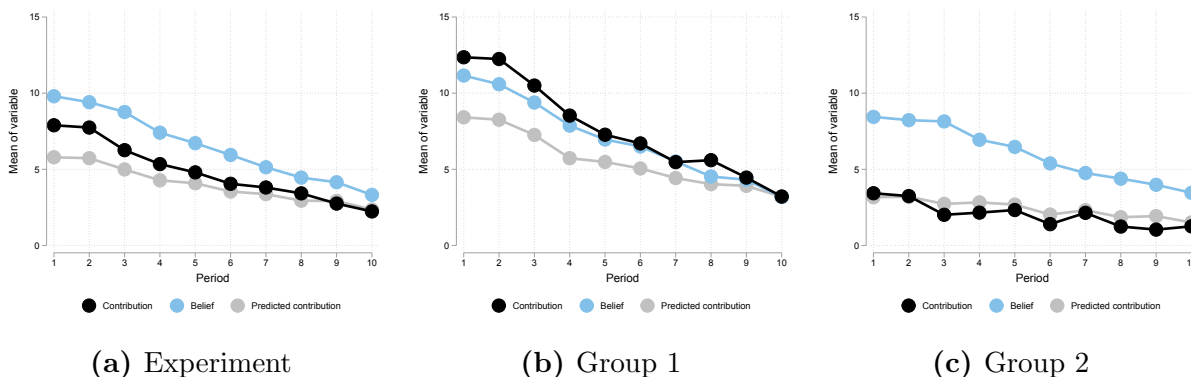 15
10
5
0
Mean of variable
1 2 3 4 5 6 7 8 9 10
Period
Contribution Belief Predicted contribution
(a) Experiment
15
10
5
0
Mean of variable
1 2 3 4 5 6 7 8 9 10
Period
Contribution Belief Predicted contribution
(b) Group 1
15
10
5
0
Mean of variable
1 2 3 4 5 6 7 8 9 1
Period
Contribution Belief Predicted contribution
(c) Group 2